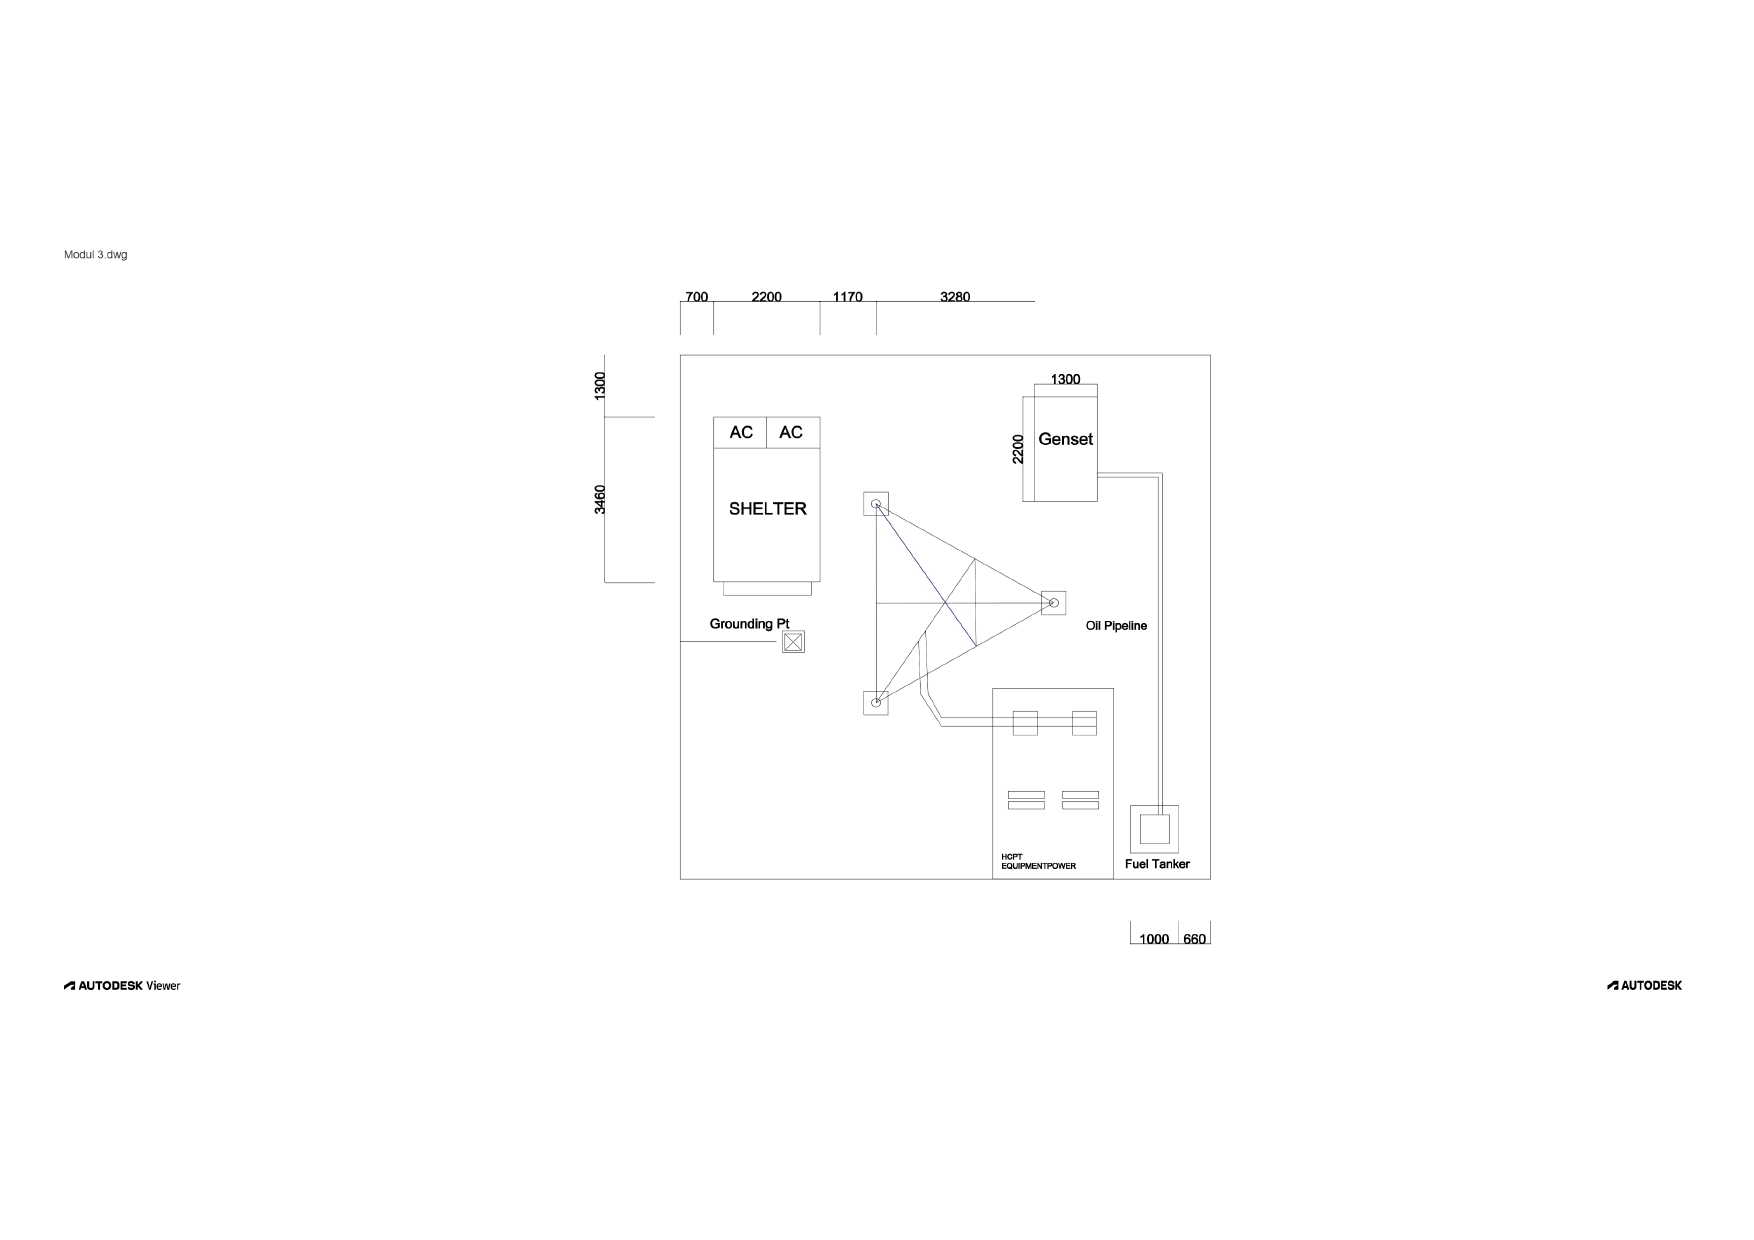 Modul 3.dwg
700 2200 1170 3280
1300
1300
AC AC
Genset
2200
3460
SHELTER
Grounding Pt
Oil Pipeline
HCPT
EQUIPMENTPOWER
Fuel Tanker
1000 660
AUTODESK Viewer
AUTODESK